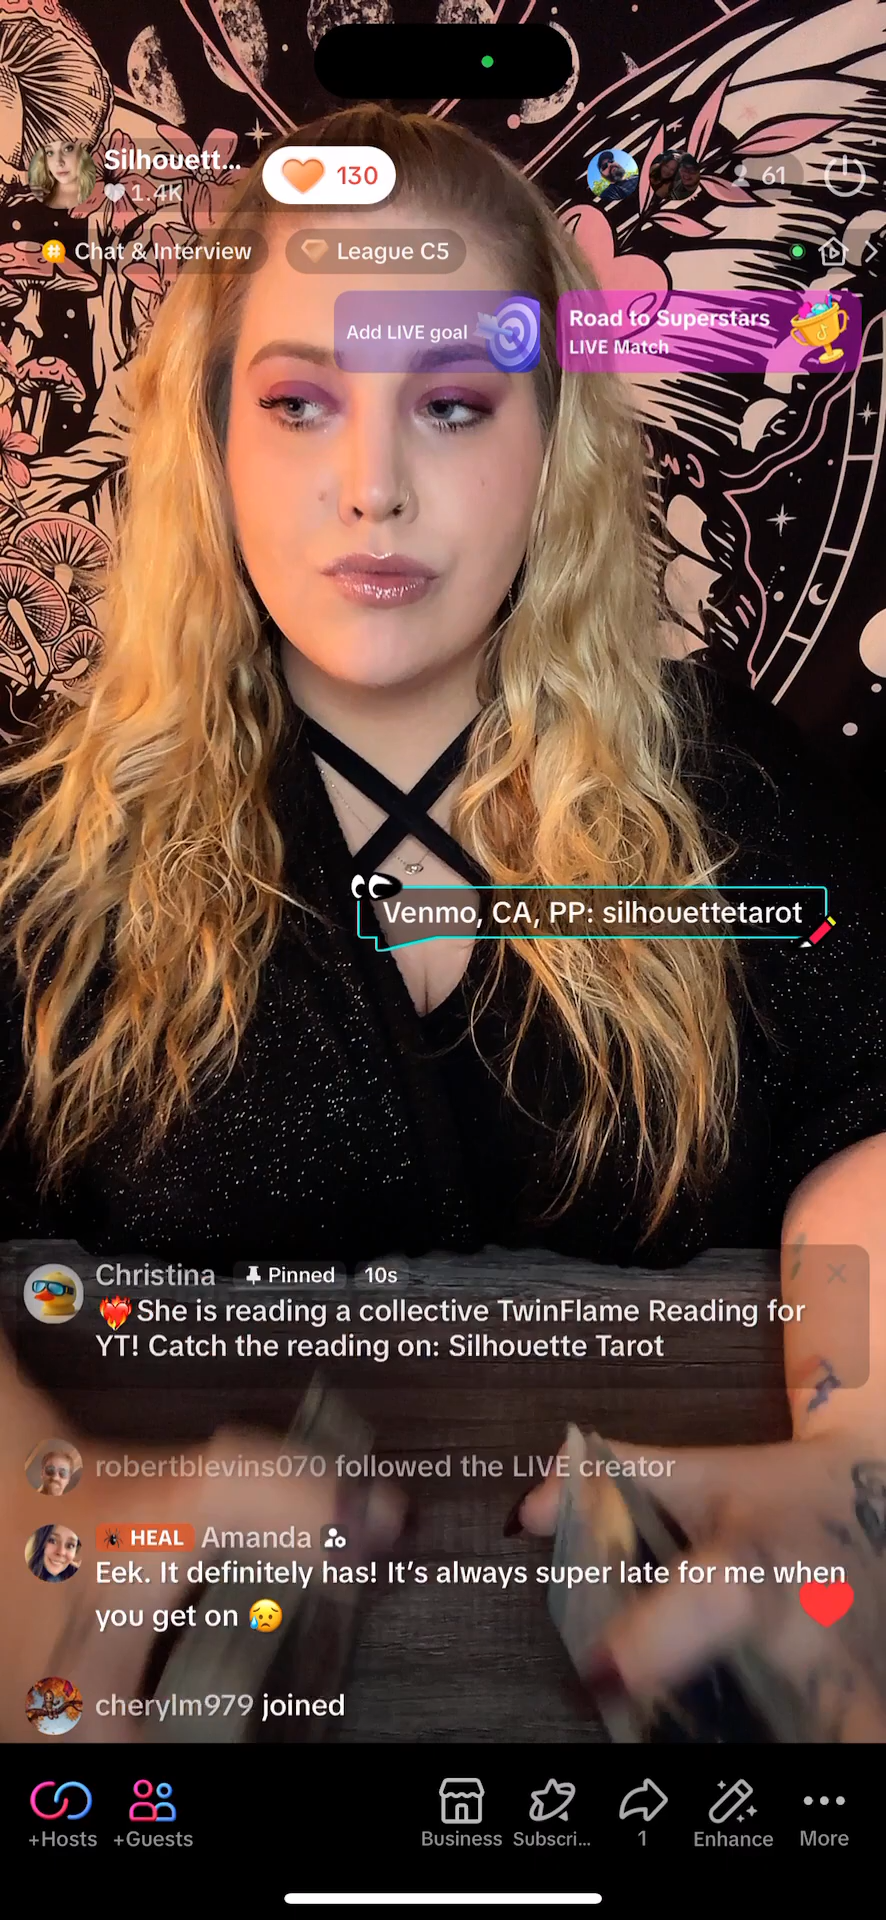 Silhouett...
1.4K
130
61
Chat & Interview
League C5
Add LIVE goal
Road to Superstars
LIVE Match
Venmo, CA, PP: silhouettetarot
Christina Pinned 10s
❤️‍🔥She is reading a collective TwinFlame Reading for
YT! Catch the reading on: Silhouette Tarot
robertblevins070 followed the LIVE creator
HEAL Amanda
Eek. It definitely has! It’s always super late for me when
you get on 😥
cherylm979 joined
+Hosts
+Guests
Business
Subscri...
1
Enhance
More